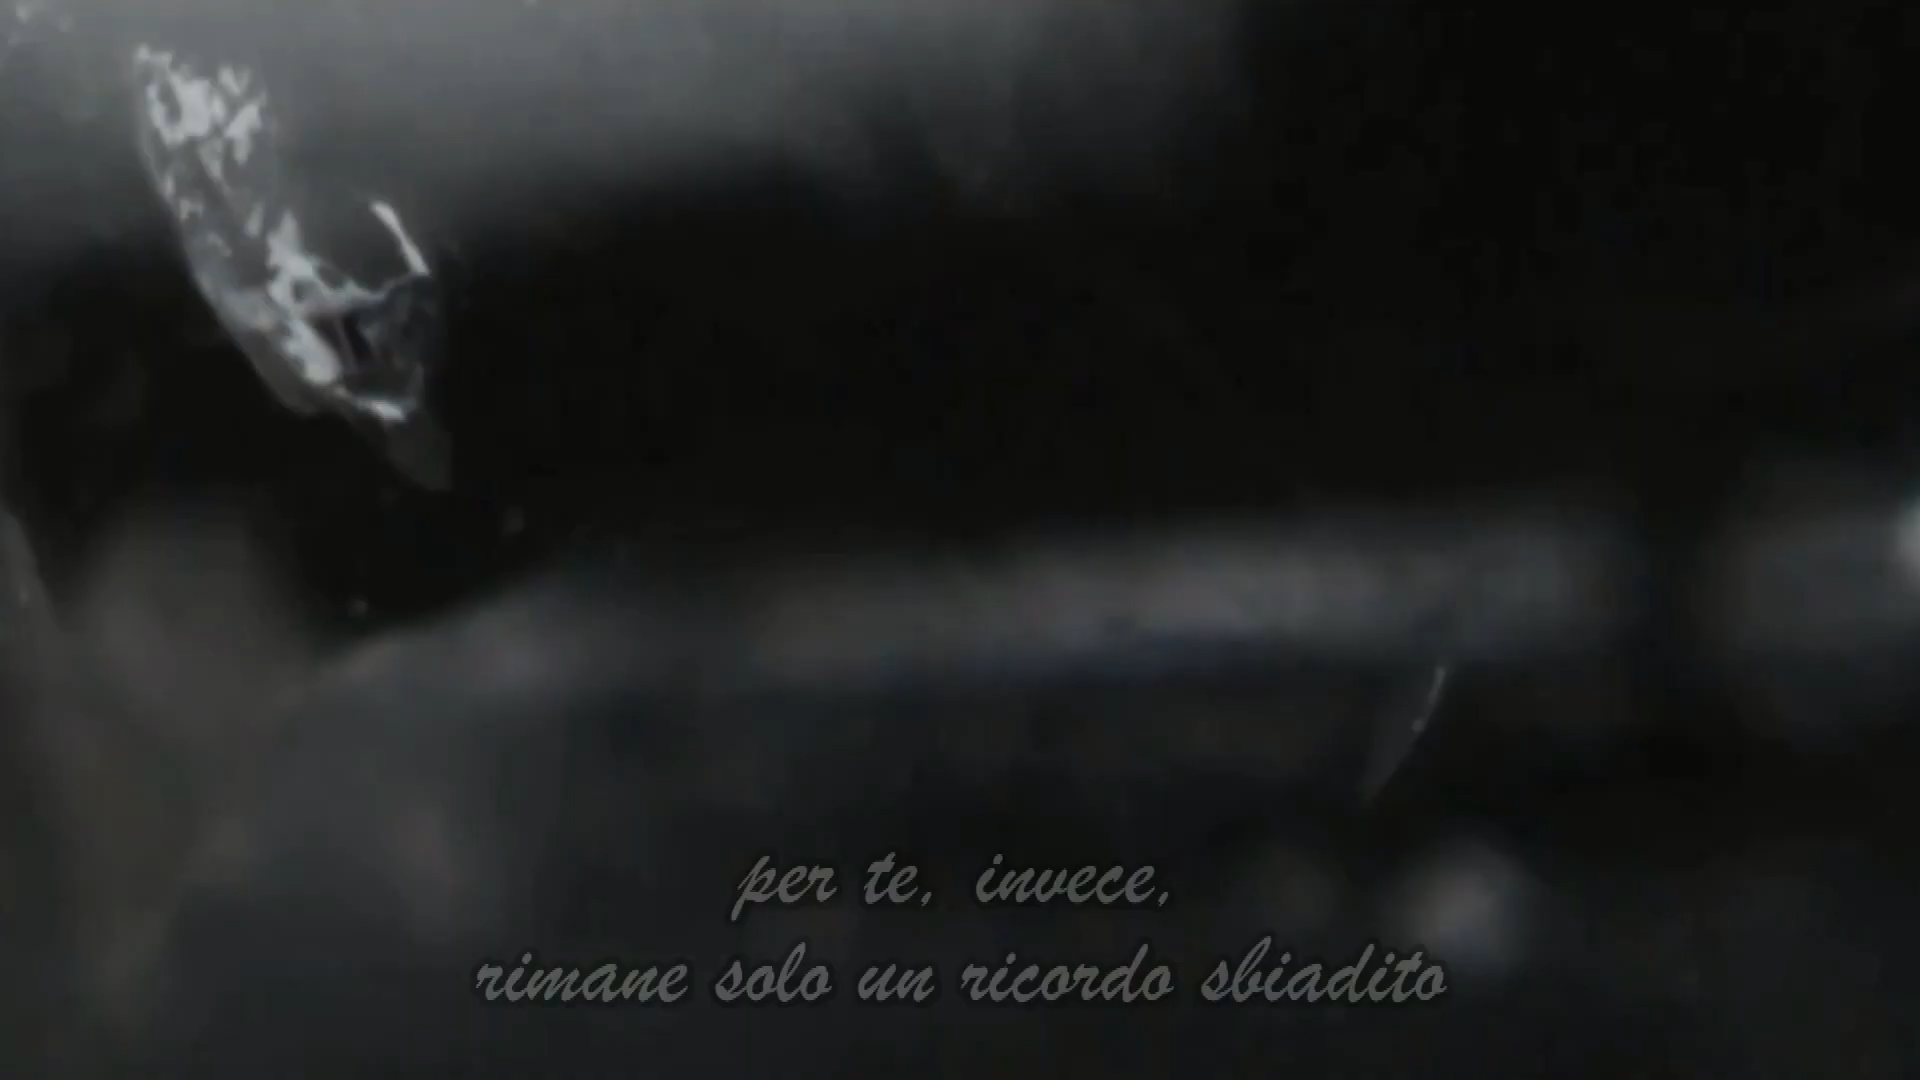 per te, invece,
rimane solo un ricordo sbiadito